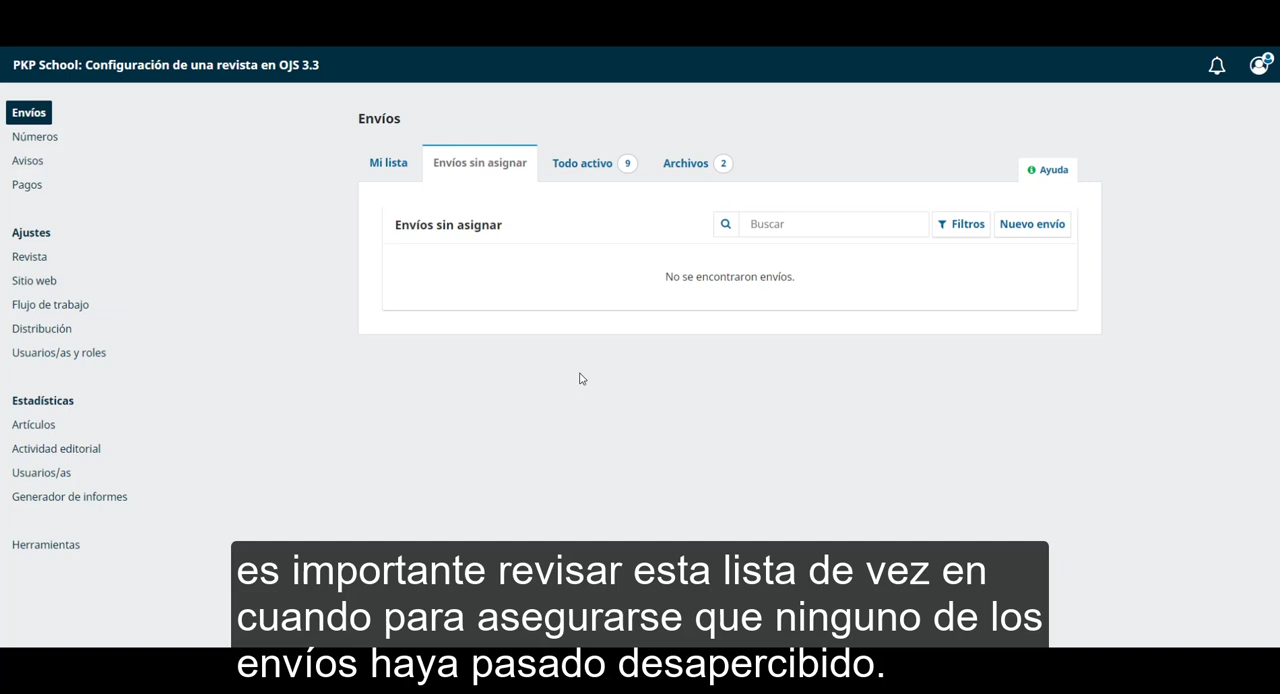 PKP School: Configuración de una revista en OJS 3.3
Envíos
Números
Avisos
Pagos
Ajustes
Revista
Sitio web
Flujo de trabajo
Distribución
Usuarios/as y roles
Estadísticas
Artículos
Actividad editorial
Usuarios/as
Generador de informes
Herramientas
Envíos
Mi lista Envíos sin asignar Todo activo 9 Archivos 2
Ayuda
Envíos sin asignar Buscar Filtros Nuevo envío
No se encontraron envíos.
es importante revisar esta lista de vez en
cuando para asegurarse que ninguno de los
envíos haya pasado desapercibido.